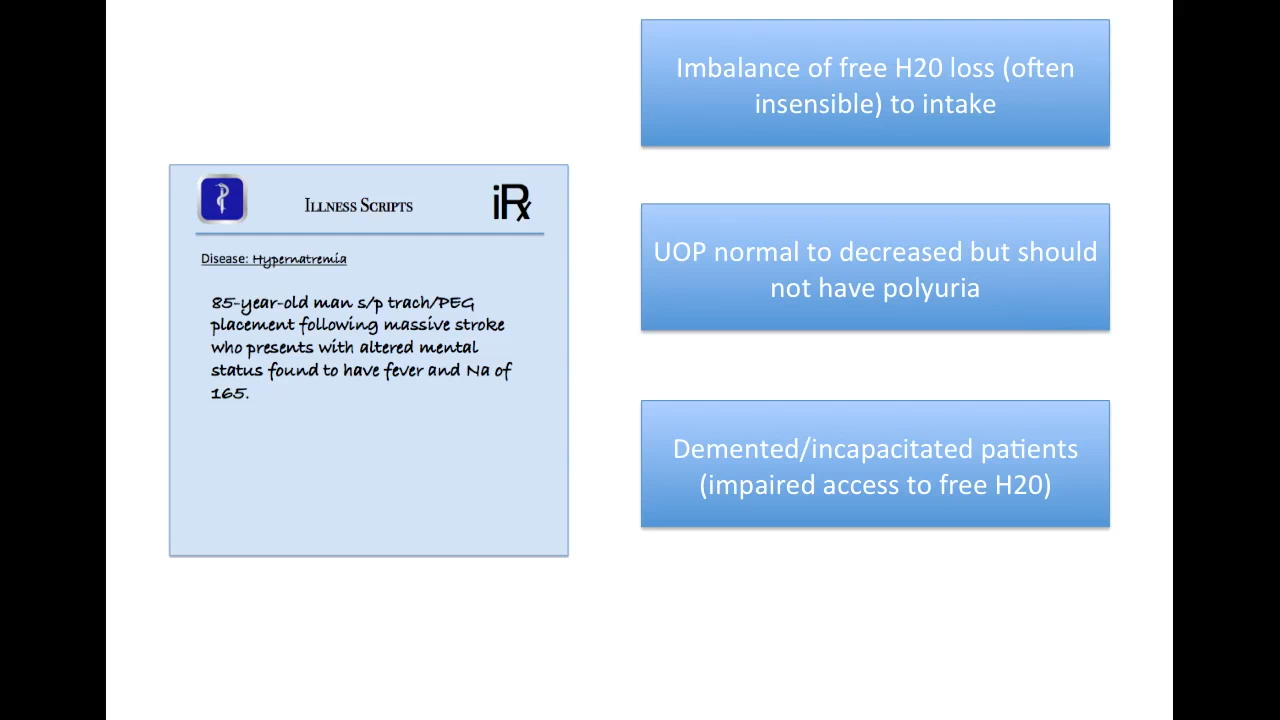 Imbalance of free H20 loss (often
insensible) to intake
Illness Scripts
iRx
Disease: Hypernatremia
85-year-old man s/p trach/PEG
placement following massive stroke
who presents with altered mental
status found to have fever and Na of
165.
UOP normal to decreased but should
not have polyuria
Demented/incapacitated patients
(impaired access to free H20)